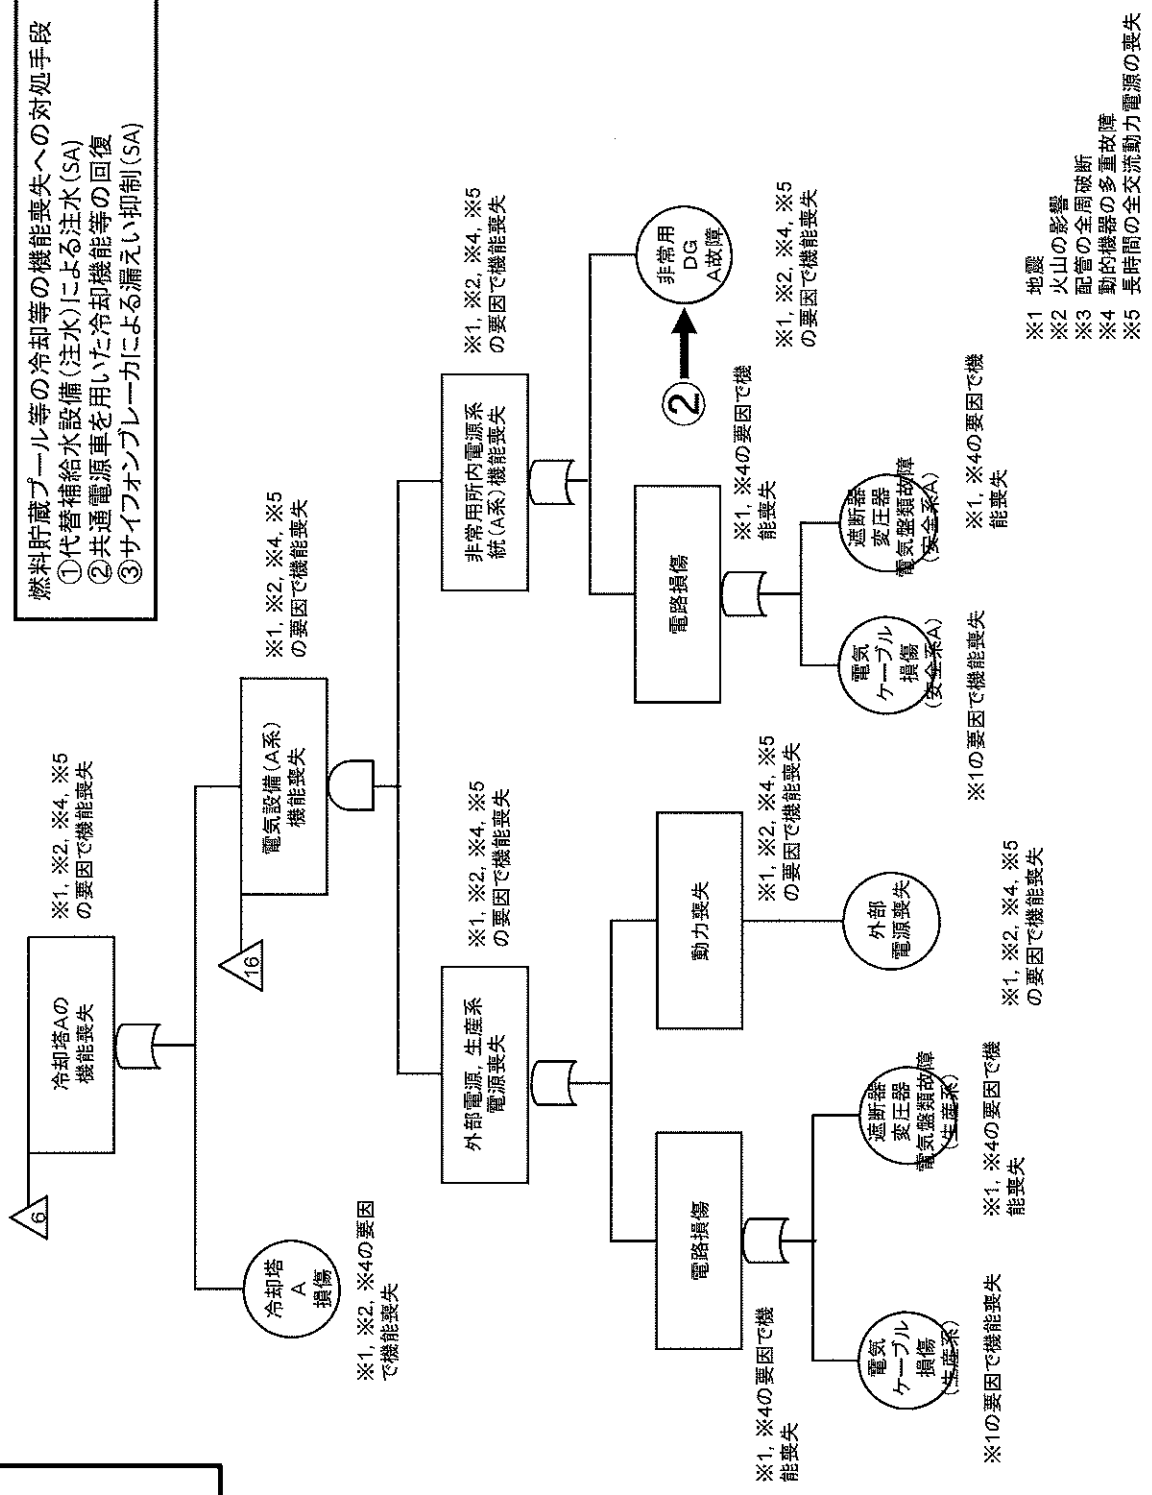 燃料貯蔵プール等の冷却等の機能喪失への対処手段
①代替補給水設備(注水)による注水(SA)
②共通電源車を用いた冷却機能等の回復
③サイフォンブレーカによる漏えい抑制(SA)
6
冷却塔Aの
機能喪失
※1, ※2, ※4, ※5
の要因で機能喪失
冷却塔
A
損傷
※1, ※2, ※4の要因
で機能喪失
16
電気設備(A系)
機能喪失
※1, ※2, ※4, ※5
の要因で機能喪失
外部電源, 生産系
電源喪失
※1, ※2, ※4, ※5
の要因で機能喪失
非常用所内電源系
統(A系)機能喪失
※1, ※2, ※4, ※5
の要因で機能喪失
電路損傷
※1, ※4の要因で機
能喪失
動力喪失
※1, ※2, ※4, ※5
の要因で機能喪失
電路損傷
※1, ※4の要因で機
能喪失
②
非常用
DG
A故障
※1, ※2, ※4, ※5
の要因で機能喪失
電気
ケーブル
損傷
(生産系)
※1の要因で機能喪失
遮断器
変圧器
電気盤類故障
(生産系)
※1, ※4の要因で機
能喪失
外部
電源喪失
※1, ※2, ※4, ※5
の要因で機能喪失
電気
ケーブル
損傷
(安全系A)
※1の要因で機能喪失
遮断器
変圧器
電気盤類故障
(安全系A)
※1, ※4の要因で機
能喪失
※1 地震
※2 火山の影響
※3 配管の全周破断
※4 動的機器の多重故障
※5 長時間の全交流動力電源の喪失